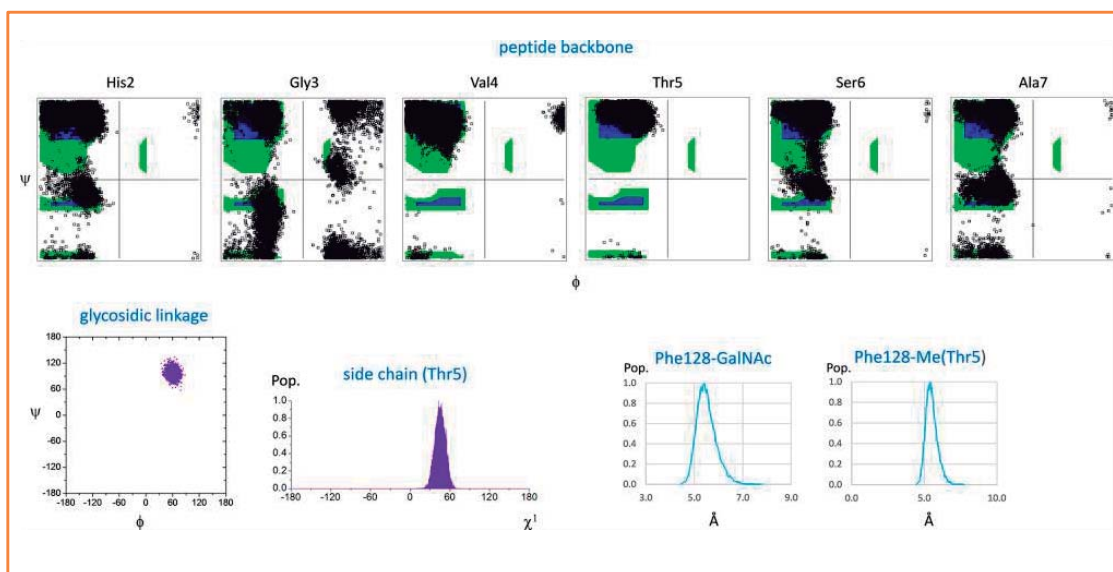 peptide backbone
His2 Gly3 Val4 Thr5 Ser6 Ala7
ψ
ϕ
glycosidic linkage
180
120
60
0
-60
-120
-180
ψ
-180 -120 -60 0 60 120 180
ϕ
side chain (Thr5)
Pop.
1.0
0.8
0.6
0.4
0.2
0.0
-180 -120 -60 0 60 120 180
χ1
Phe128-GalNAc
Pop.
1.0
0.8
0.6
0.4
0.2
0.0
3.0 5.0 7.0 9.0
Å
Phe128-Me(Thr5)
Pop.
1.0
0.8
0.6
0.4
0.2
0.0
0.0 5.0 10.0
Å